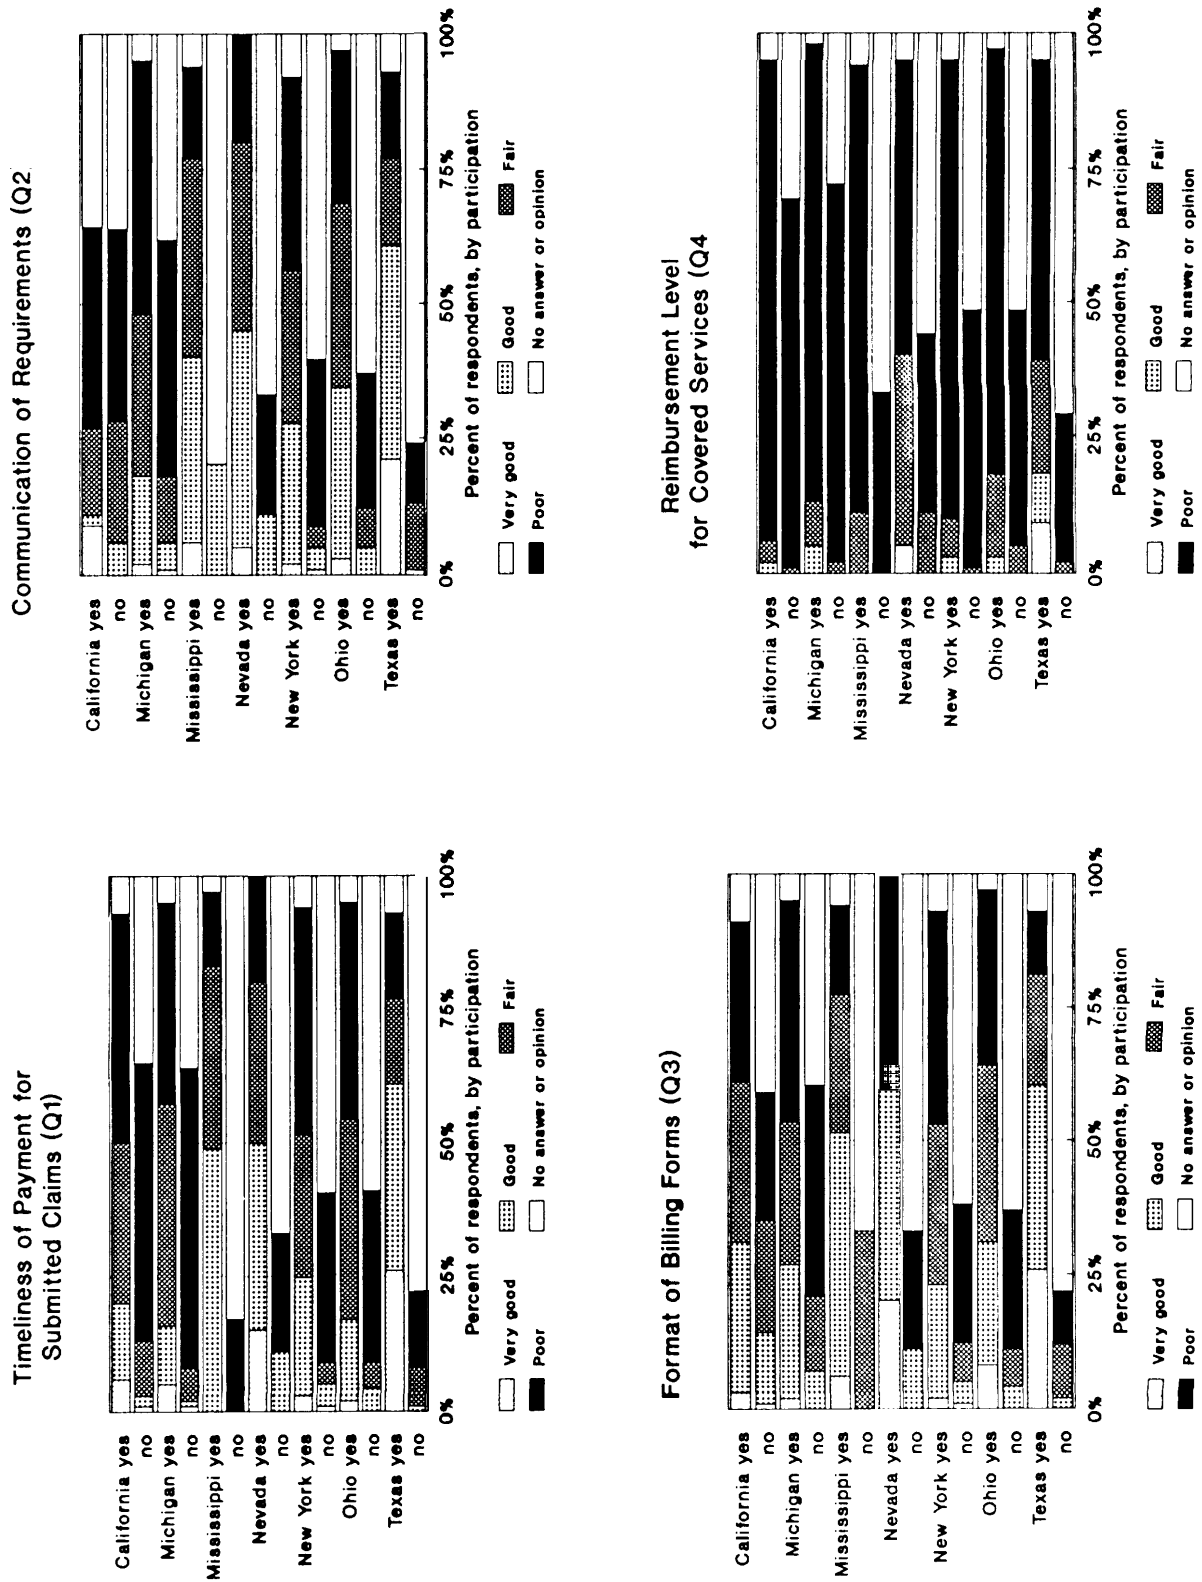 Timeliness of Payment for
Submitted Claims (Q1)
California yes
no
Michigan yes
no
Mississippi yes
no
Nevada yes
no
New York yes
no
Ohio yes
no
Texas yes
no
0% 25% 50% 75% 100%
Percent of respondents, by participation
Very good Good Fair
Poor No answer or opinion
Communication of Requirements (Q2
California yes
no
Michigan yes
no
Mississippi yes
no
Nevada yes
no
New York yes
no
Ohio yes
no
Texas yes
no
0% 25% 50% 75% 100%
Percent of respondents, by participation
Very good Good Fair
Poor No answer or opinion
Format of Billing Forms (Q3)
California yes
no
Michigan yes
no
Mississippi yes
no
Nevada yes
no
New York yes
no
Ohio yes
no
Texas yes
no
0% 25% 50% 75% 100%
Percent of respondents, by participation
Very good Good Fair
Poor No answer or opinion
Reimbursement Level
for Covered Services (Q4
California yes
no
Michigan yes
no
Mississippi yes
no
Nevada yes
no
New York yes
no
Ohio yes
no
Texas yes
no
0% 25% 50% 75% 100%
Percent of respondents, by participation
Very good Good Fair
Poor No answer or opinion